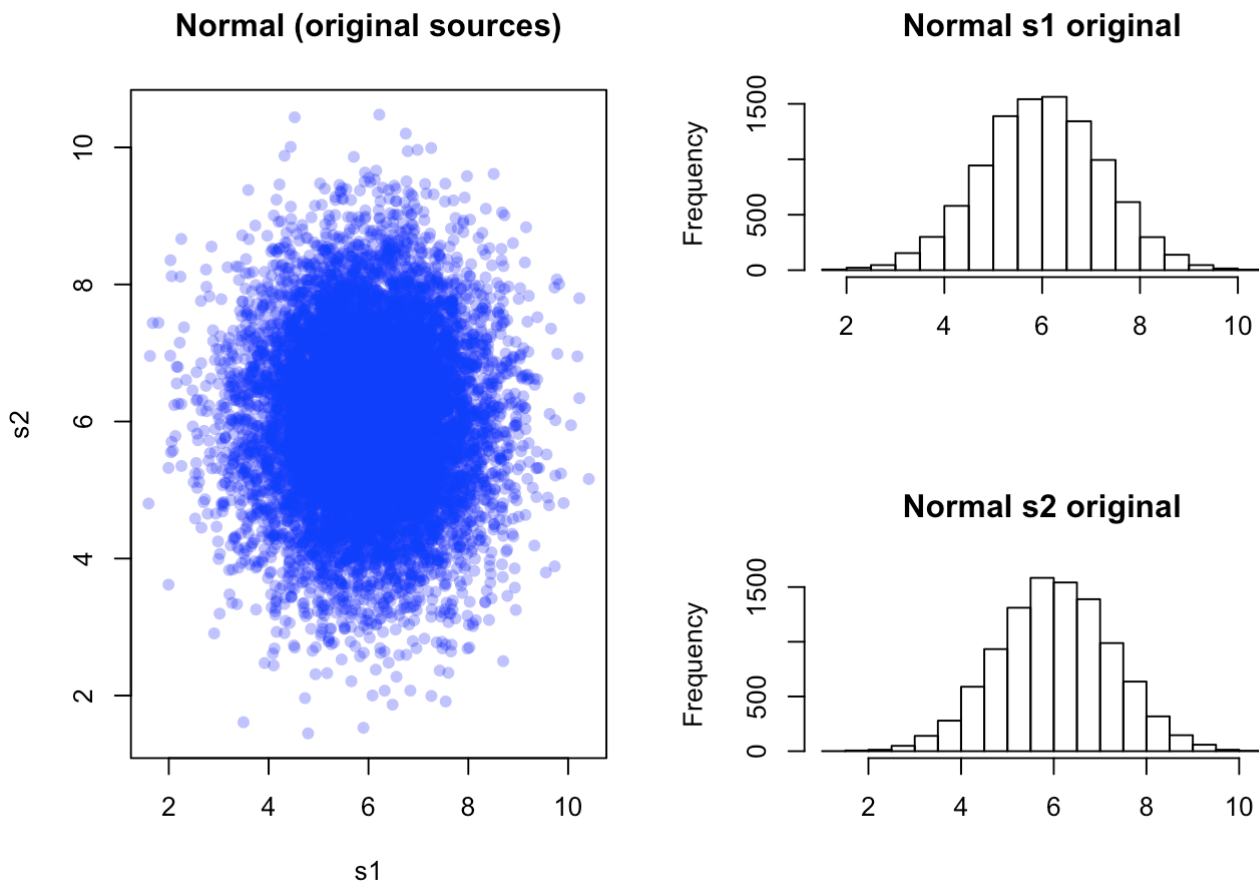 Normal (original sources)
10
8
6
4
2
s2
2 4 6 8 10
s1
Normal s1 original
1500
500
0
Frequency
2 4 6 8 10
Normal s2 original
1500
500
0
Frequency
2 4 6 8 10